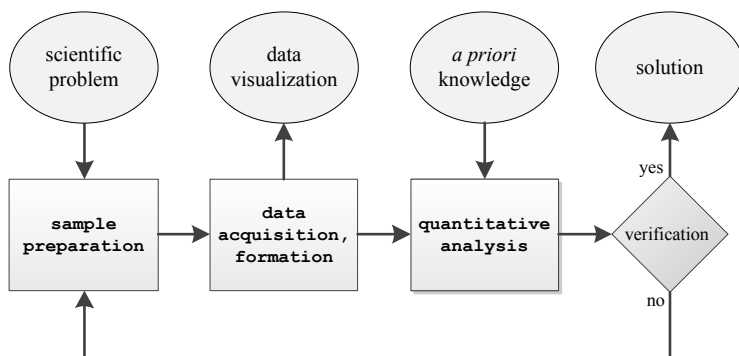 scientific
problem
data
visualization
a priori
knowledge
solution
yes
sample
preparation
data
acquisition,
formation
quantitative
analysis
verification
no